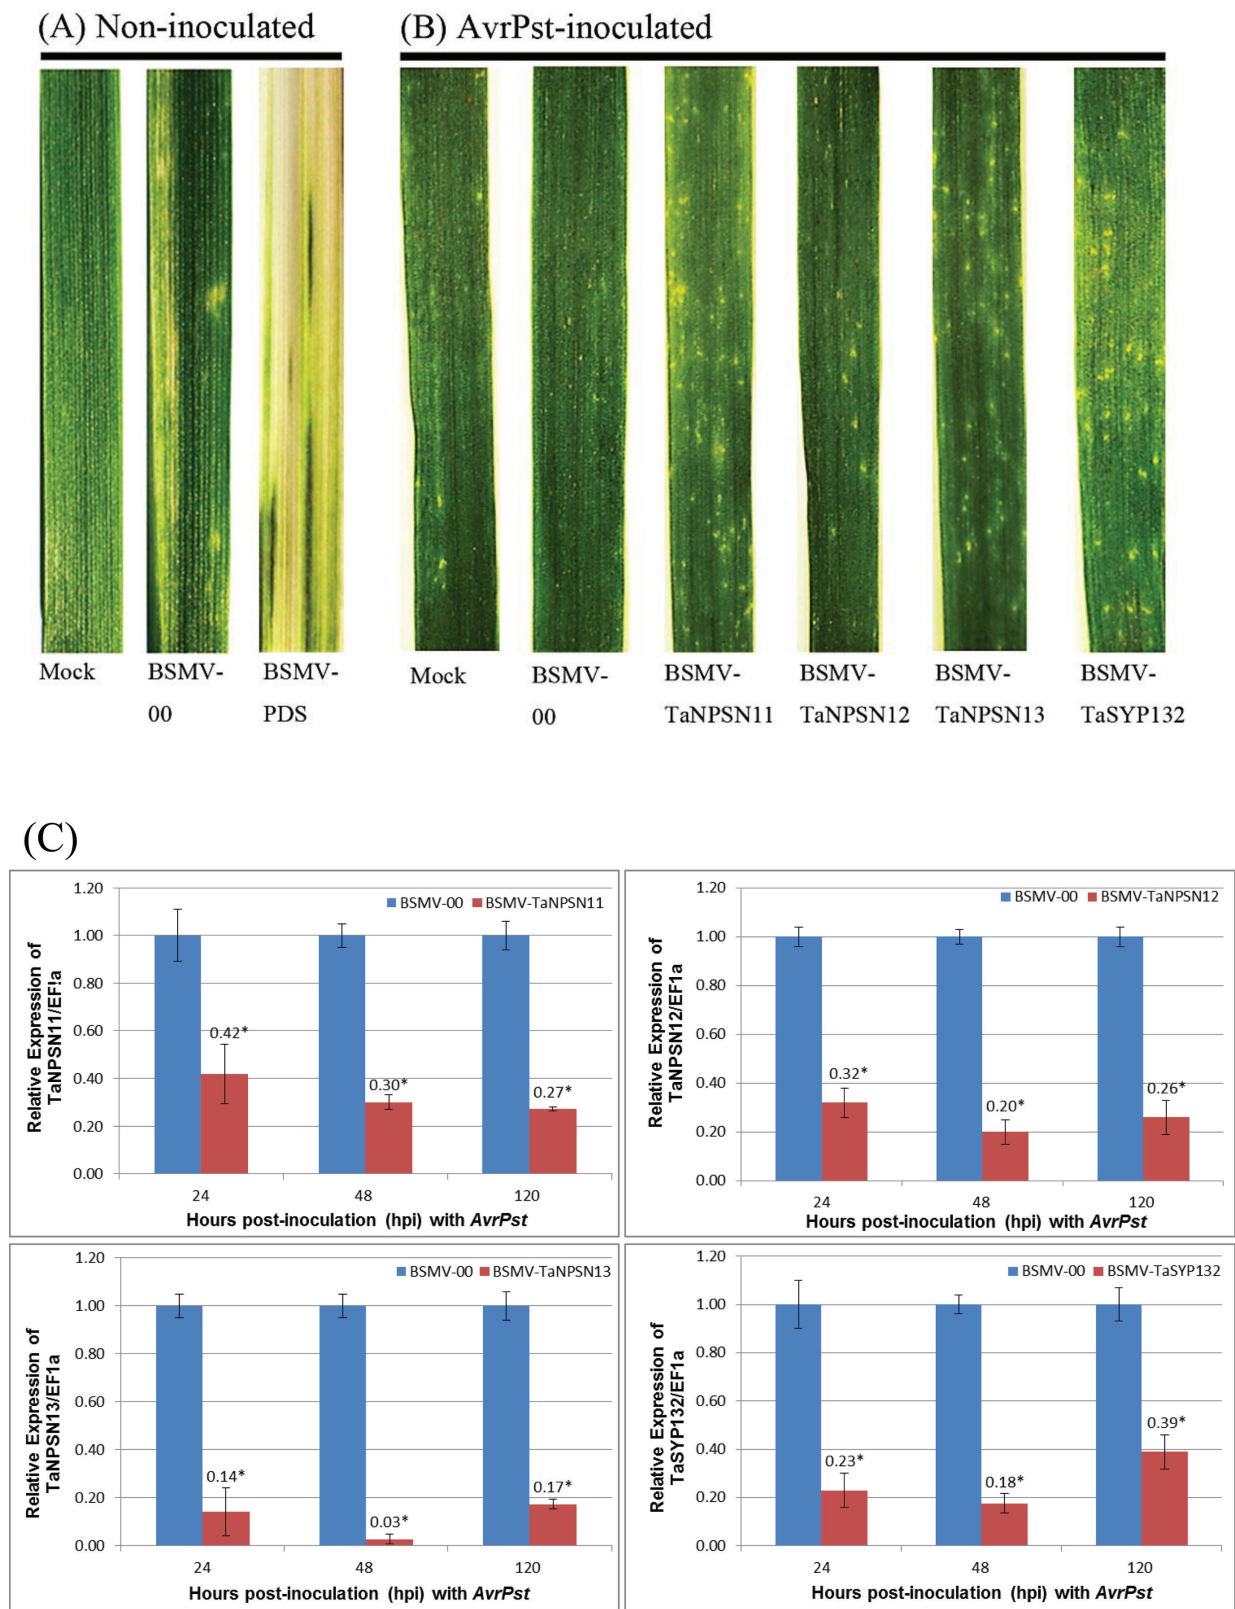 (A) Non-inoculated
(B) AvrPst-inoculated
Mock
BSMV-
00
BSMV-
PDS
Mock
BSMV-
00
BSMV-
TaNPSN11
BSMV-
TaNPSN12
BSMV-
TaNPSN13
BSMV-
TaSYP132
(C)
Relative Expression of
TaNPSN11/EF!a
1.20
1.00
0.80
0.60
0.40
0.20
0.00
BSMV-00 BSMV-TaNPSN11
0.42*
0.30*
0.27*
24 48 120
Hours post-inoculation (hpi) with AvrPst
Relative Expression of
TaNPSN12/EF1a
1.20
1.00
0.80
0.60
0.40
0.20
0.00
BSMV-00 BSMV-TaNPSN12
0.32*
0.20*
0.26*
24 48 120
Hours post-inoculation (hpi) with AvrPst
Relative Expression of
TaNPSN13/EF1a
1.20
1.00
0.80
0.60
0.40
0.20
0.00
BSMV-00 BSMV-TaNPSN13
0.14*
0.03*
0.17*
24 48 120
Hours post-inoculation (hpi) with AvrPst
Relative Expression of
TaSYP132/EF1a
1.20
1.00
0.80
0.60
0.40
0.20
0.00
BSMV-00 BSMV-TaSYP132
0.23*
0.18*
0.39*
24 48 120
Hours post-inoculation (hpi) with AvrPst